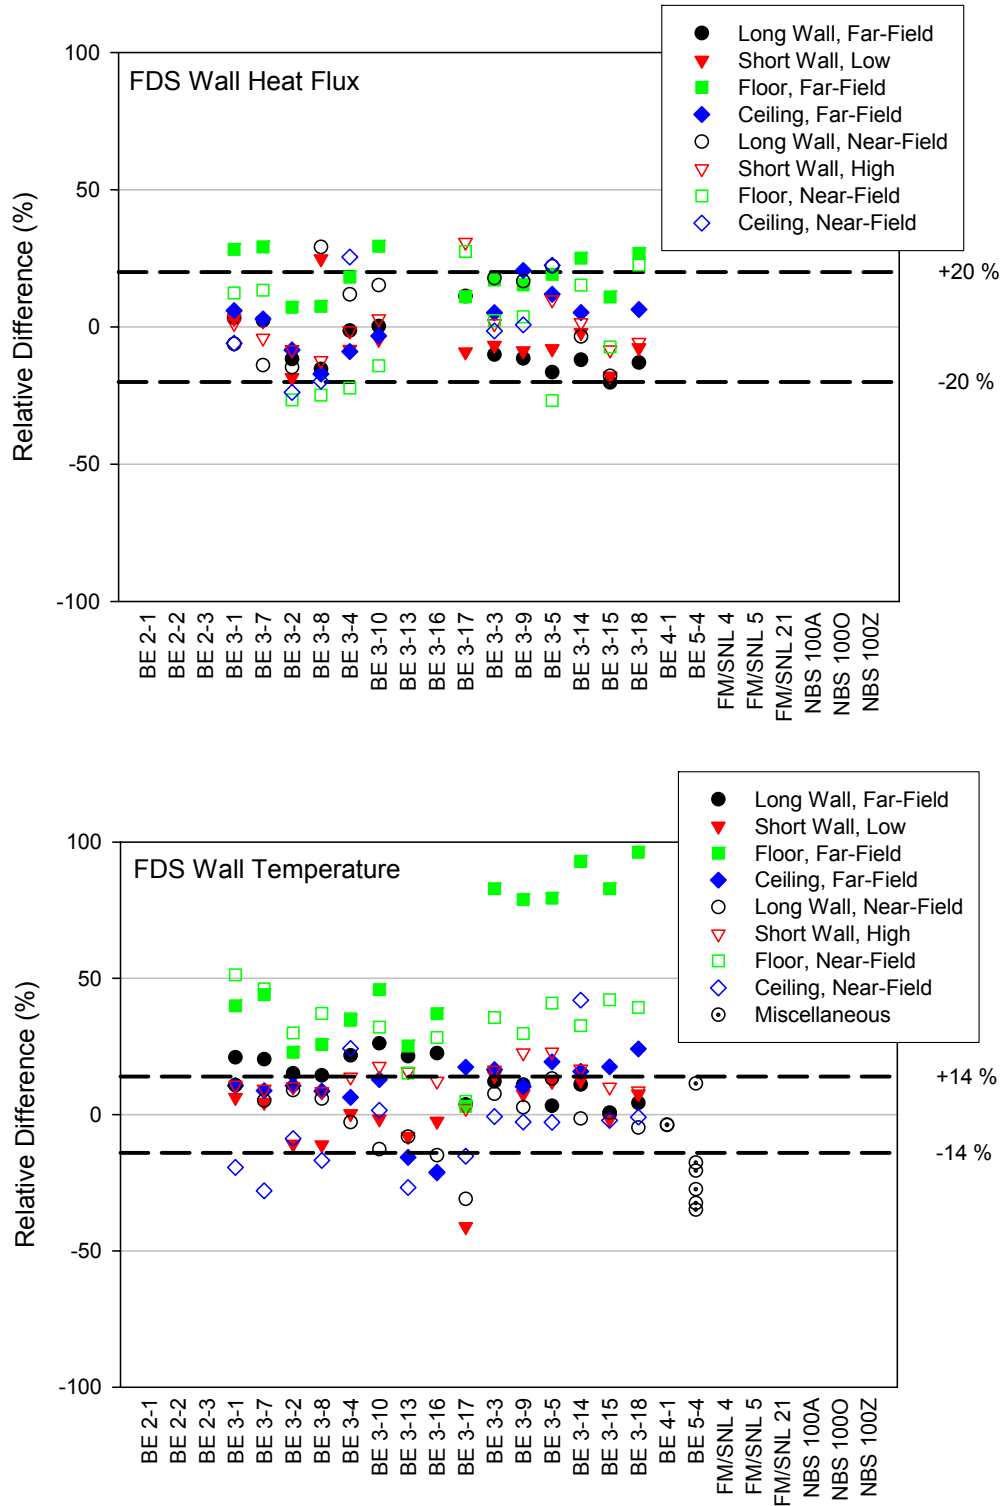 Long Wall, Far-Field
Short Wall, Low
Floor, Far-Field
Ceiling, Far-Field
Long Wall, Near-Field
Short Wall, High
Floor, Near-Field
Ceiling, Near-Field
FDS Wall Heat Flux
Relative Difference (%)
100
50
0
-50
-100
+20 %
-20 %
BE 2-1
BE 2-2
BE 2-3
BE 3-1
BE 3-7
BE 3-2
BE 3-8
BE 3-4
BE 3-10
BE 3-13
BE 3-16
BE 3-17
BE 3-3
BE 3-9
BE 3-5
BE 3-14
BE 3-15
BE 3-18
BE 4-1
BE 5-4
FM/SNL 4
FM/SNL 5
FM/SNL 21
NBS 100A
NBS 100O
NBS 100Z
Long Wall, Far-Field
Short Wall, Low
Floor, Far-Field
Ceiling, Far-Field
Long Wall, Near-Field
Short Wall, High
Floor, Near-Field
Ceiling, Near-Field
Miscellaneous
FDS Wall Temperature
Relative Difference (%)
100
50
0
-50
-100
+14 %
-14 %
BE 2-1
BE 2-2
BE 2-3
BE 3-1
BE 3-7
BE 3-2
BE 3-8
BE 3-4
BE 3-10
BE 3-13
BE 3-16
BE 3-17
BE 3-3
BE 3-9
BE 3-5
BE 3-14
BE 3-15
BE 3-18
BE 4-1
BE 5-4
FM/SNL 4
FM/SNL 5
FM/SNL 21
NBS 100A
NBS 100O
NBS 100Z